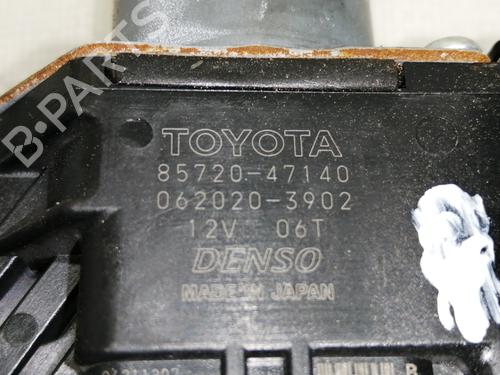 B-PARTS
TOYOTA
85720-47140
062020-3902
12V 06T
DENSO
MADE IN JAPAN
B